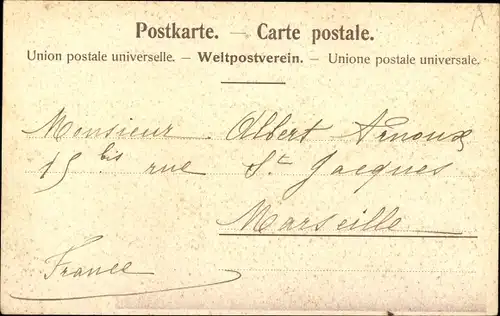 Postkarte. — Carte postale.
Union postale universelle. — Weltpostverein. — Unione postale universale.
Monsieur Albert Arnoux
15 bis rue St Jacques
Marseille
France